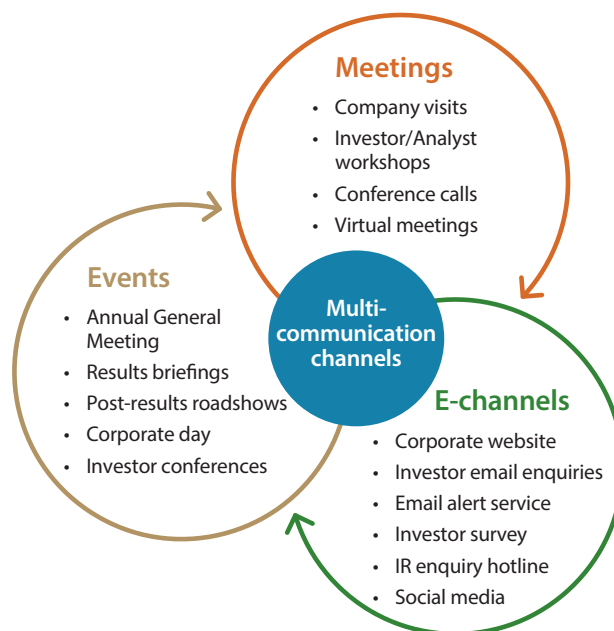 Meetings
• Company visits
• Investor/Analyst
workshops
• Conference calls
• Virtual meetings
Events
• Annual General
Meeting
• Results briefings
• Post-results roadshows
• Corporate day
• Investor conferences
Multi-
communication
channels
E-channels
• Corporate website
• Investor email enquiries
• Email alert service
• Investor survey
• IR enquiry hotline
• Social media